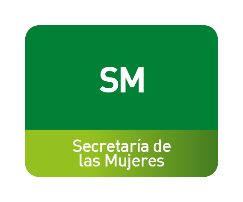 SM
Secretaría de
las Mujeres